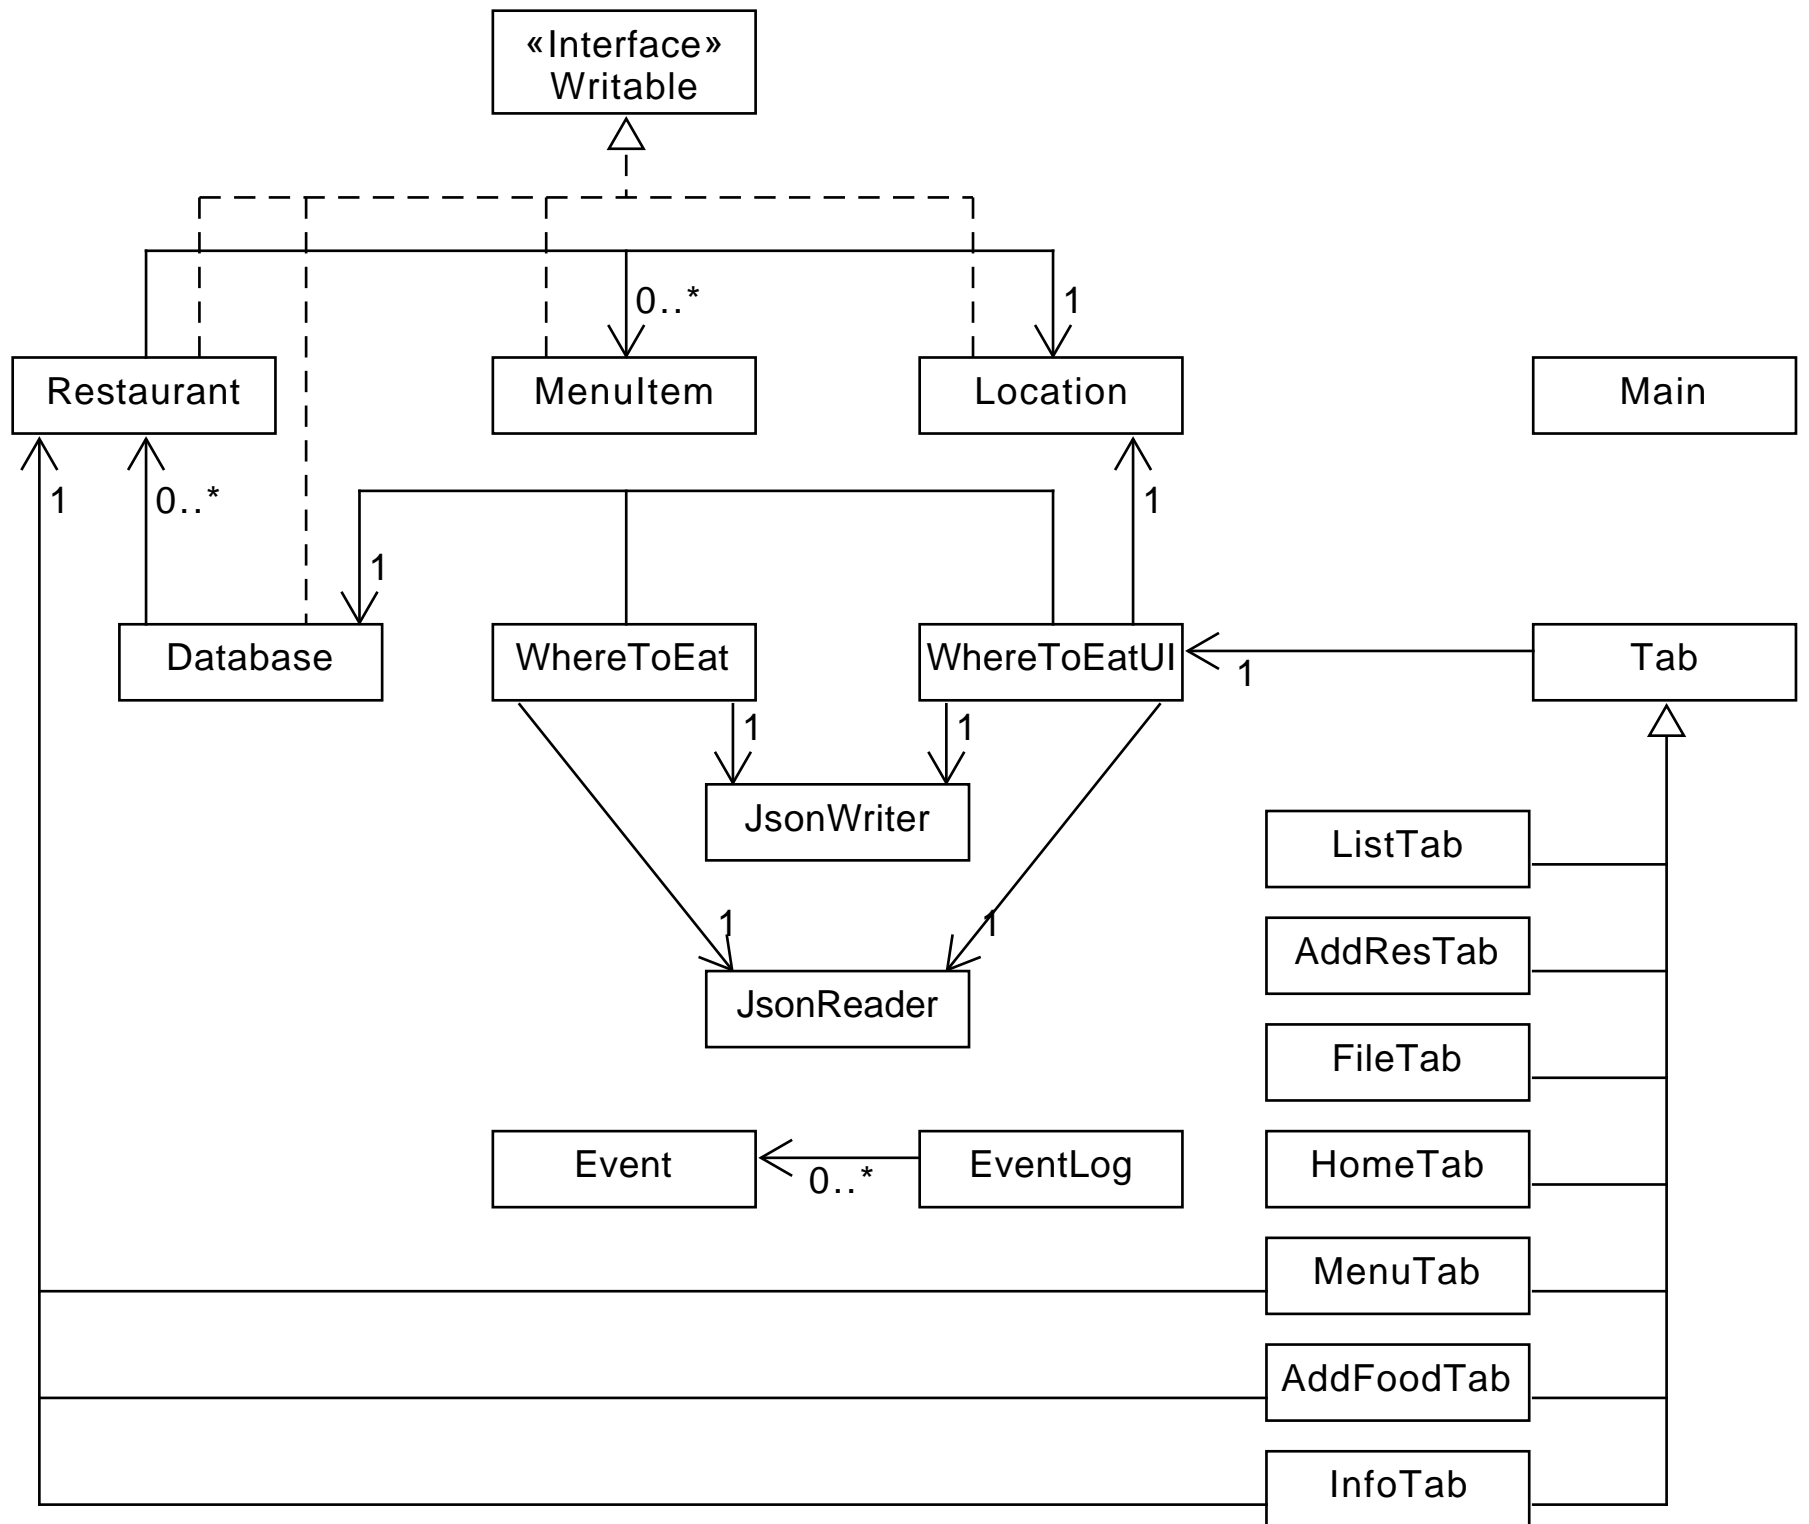 «Interface»
Writable
0..*
1
Restaurant
MenuItem
Location
Main
1
0..*
1
1
Database
WhereToEat
WhereToEatUI
1
Tab
1
1
JsonWriter
ListTab
1
1
AddResTab
JsonReader
FileTab
Event
0..*
EventLog
HomeTab
MenuTab
AddFoodTab
InfoTab